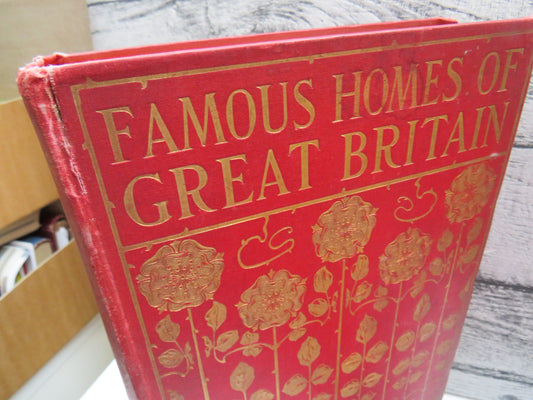 FAMOUS HOMES OF
GREAT BRITAIN